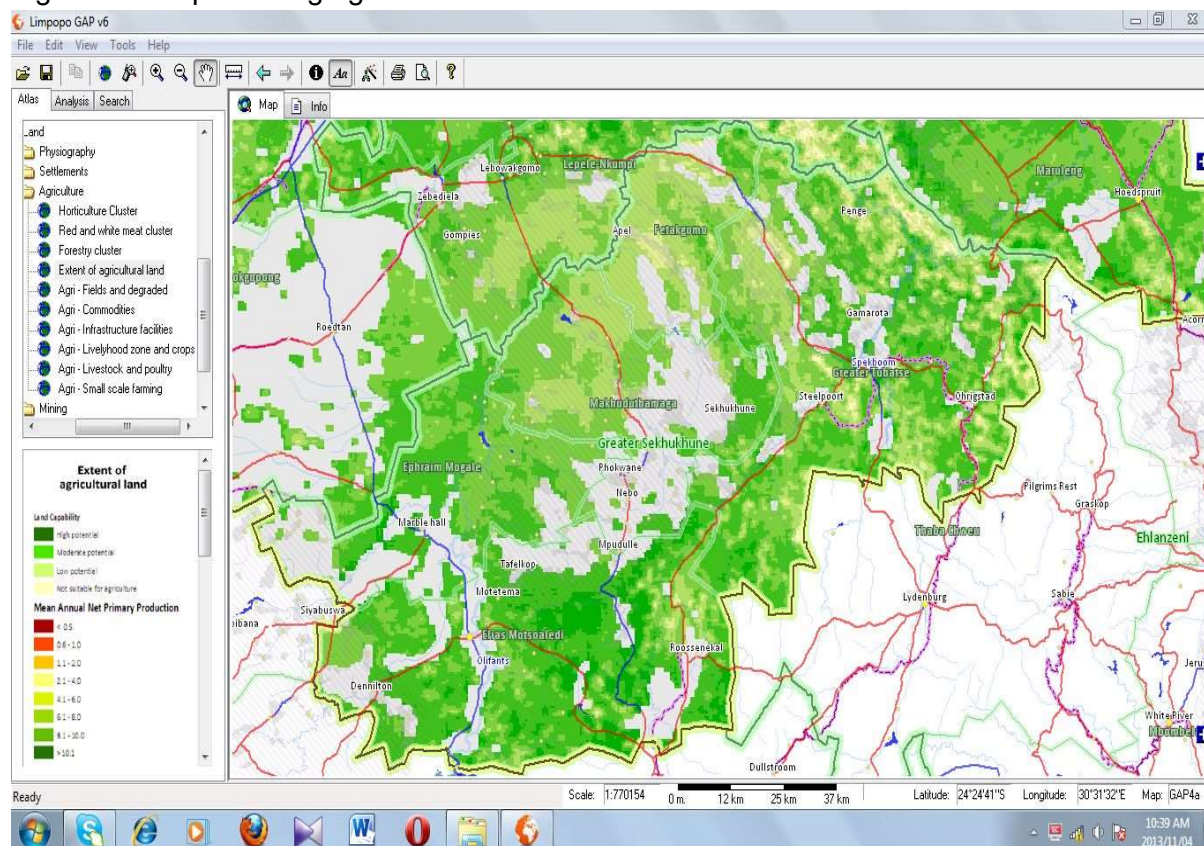 Limpopo GAP v6
File Edit View Tools Help
Atlas Analysis Search
Map Info
Physiography
Settlements
Agriculture
Horticulture Cluster
Red and white meat cluster
Forestry cluster
Extent of agricultural land
Agri - Fields and degraded
Agri - Commodities
Agri - Infrastructure facilities
Agri - Livelyhood zone and crops
Agri - Livestock and poultry
Agri - Small scale farming
Mining
Extent of
agricultural land
Land Capability
High potential
Moderate potential
Low potential
Not suitable for agriculture
Mean Annual Net Primary Production
< 0.5
0.6 - 1.0
1.1 - 2.0
2.1 - 4.0
4.1 - 6.0
6.1 - 8.0
8.1 - 10.0
> 10.1
Lebowakgomo
Lepele-Nkumpi
Maruleng
Zebediela
Hoedspruit
Penge
Gompies
Apel
Fetakgomo
Roedtan
Gamarota
Spekboom
Greater Tubatse
Steelpoort
Ohrigstad
Makhuduthamaga
Sekhukhune
Greater Sekhukhune
Phokwane
Ephraim Mogale
Nebo
Pilgrims Rest
Graskop
Marble hall
Mpudulle
Thaba Chweu
Ehlanzeni
Tafelkop
Motetema
Siyabuswa
Lydenburg
Sabie
Elias Motsoaledi
Roossenekal
Olifants
Dennilton
White River
Dullstroom
Ready
Scale: 1:770154
0 m. 12 km 25 km 37 km
Latitude: 24°24'41"S Longitude: 30°31'32"E Map: GAP4a
10:39 AM
2013/11/04